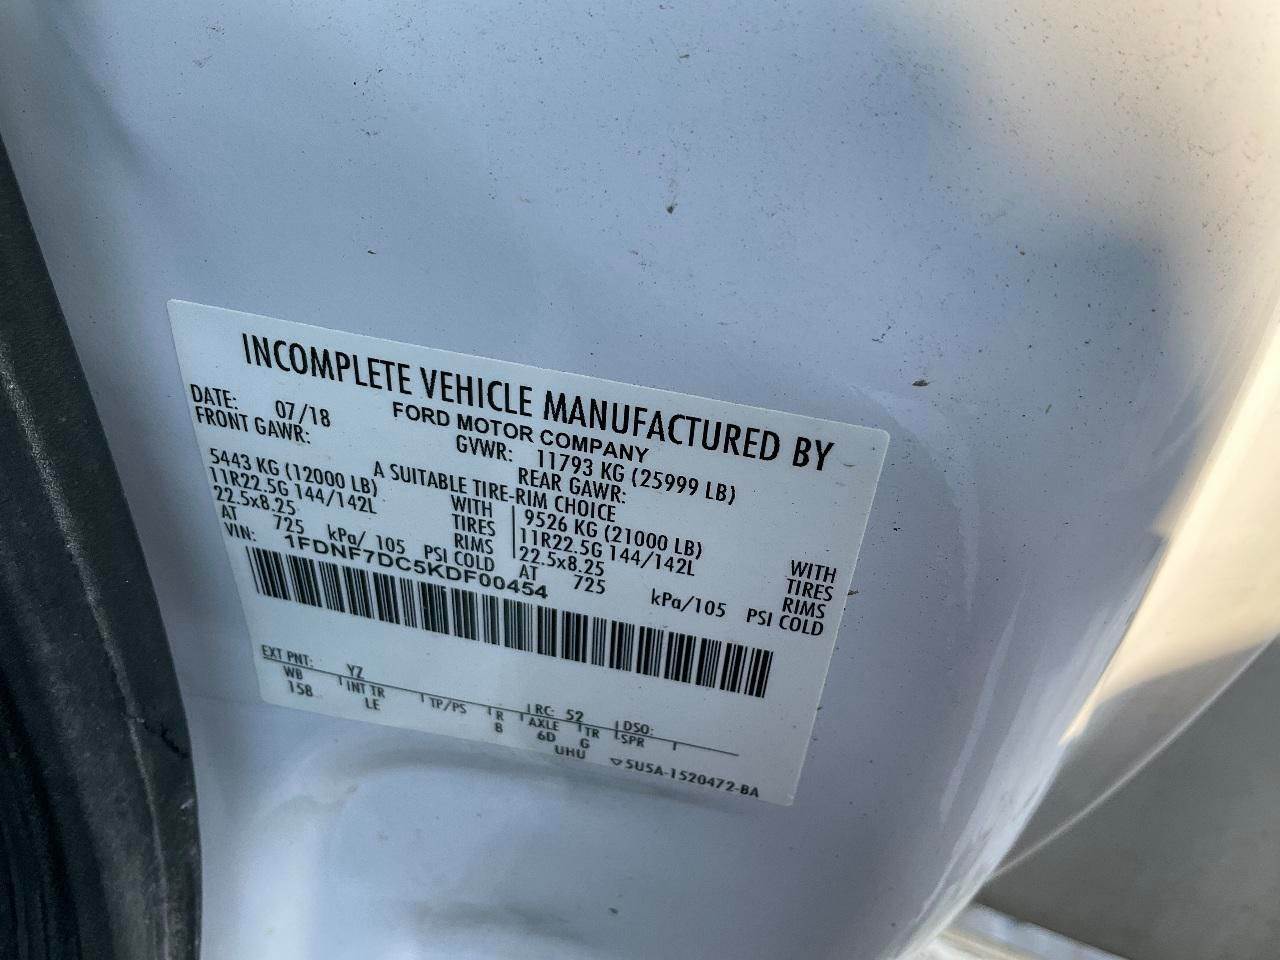 INCOMPLETE VEHICLE MANUFACTURED BY
FORD MOTOR COMPANY
DATE: 07/18 GVWR: 11793 KG (25999 LB)
FRONT GAWR: REAR GAWR:
A SUITABLE TIRE-RIM CHOICE
5443 KG (12000 LB) WITH 9526 KG (21000 LB) WITH
11R22.5G 144/142L TIRES 11R22.5G 144/142L TIRES
22.5x8.25 RIMS 22.5x8.25 RIMS
AT 725 kPa/ 105 PSI COLD AT 725 kPa/105 PSI COLD
VIN: 1FDNF7DC5KDF00454
EXT PNT: YZ RC: 52 DSO:
WB INT TR TP/PS R AXLE TR SPR
158 LE B 6D G
UHU ▽5U5A-1520472-BA